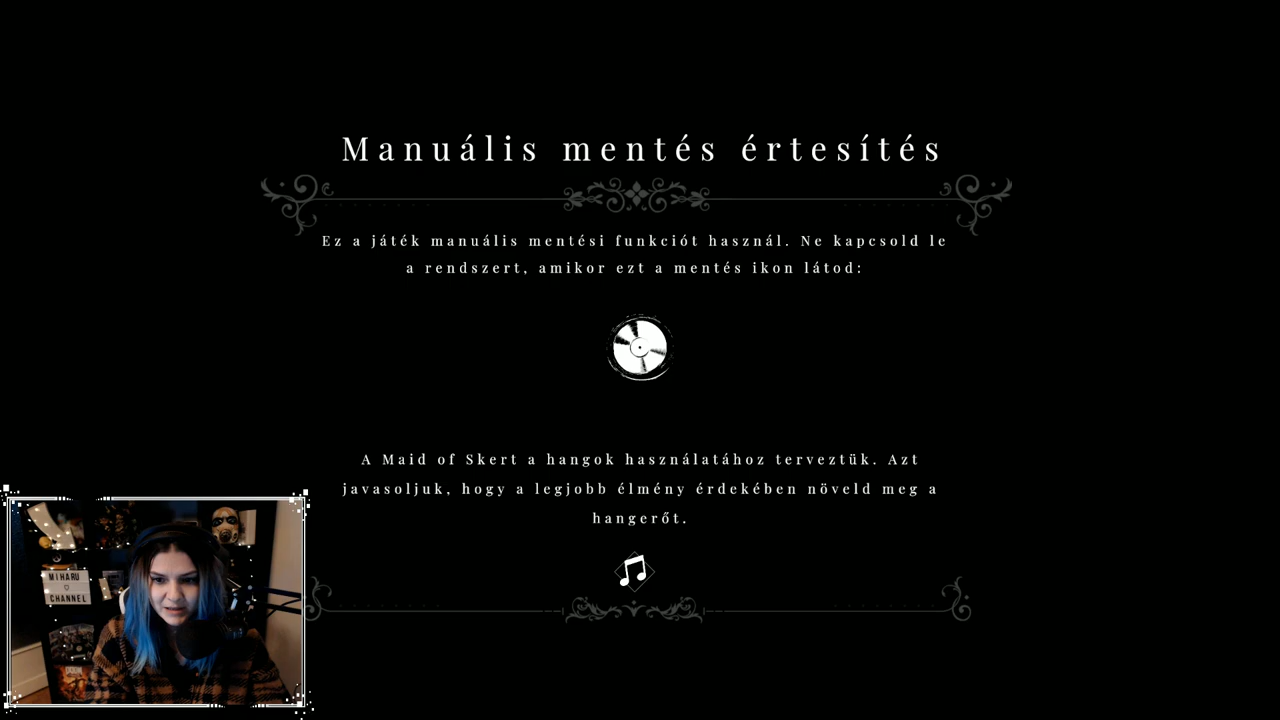 Manuális mentés értesítés
Ez a játék manuális mentési funkciót használ. Ne kapcsold le
a rendszert, amikor ezt a mentés ikon látod:
A Maid of Skert a hangok használatához terveztük. Azt
javasoljuk, hogy a legjobb élmény érdekében növeld meg a
hangerőt.
MIHARU
CHANNEL